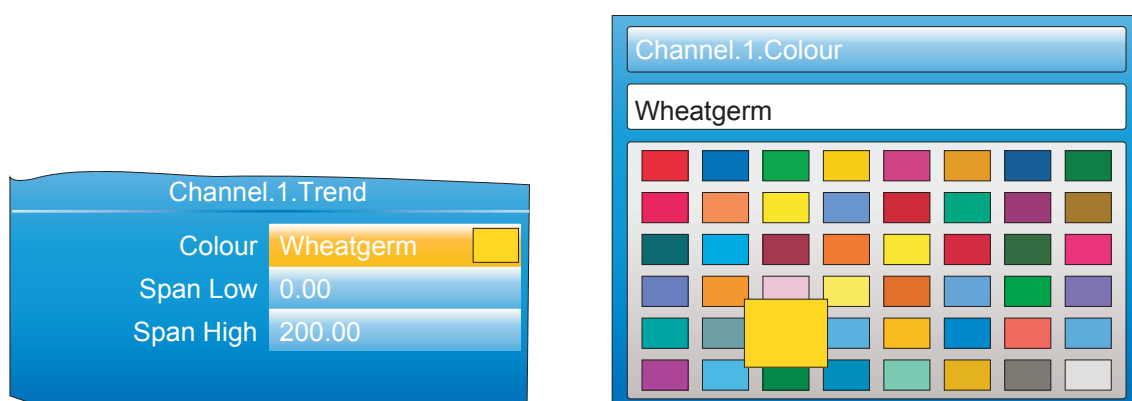 Channel.1.Trend
Colour Wheatgerm
Span Low 0.00
Span High 200.00
Channel.1.Colour
Wheatgerm